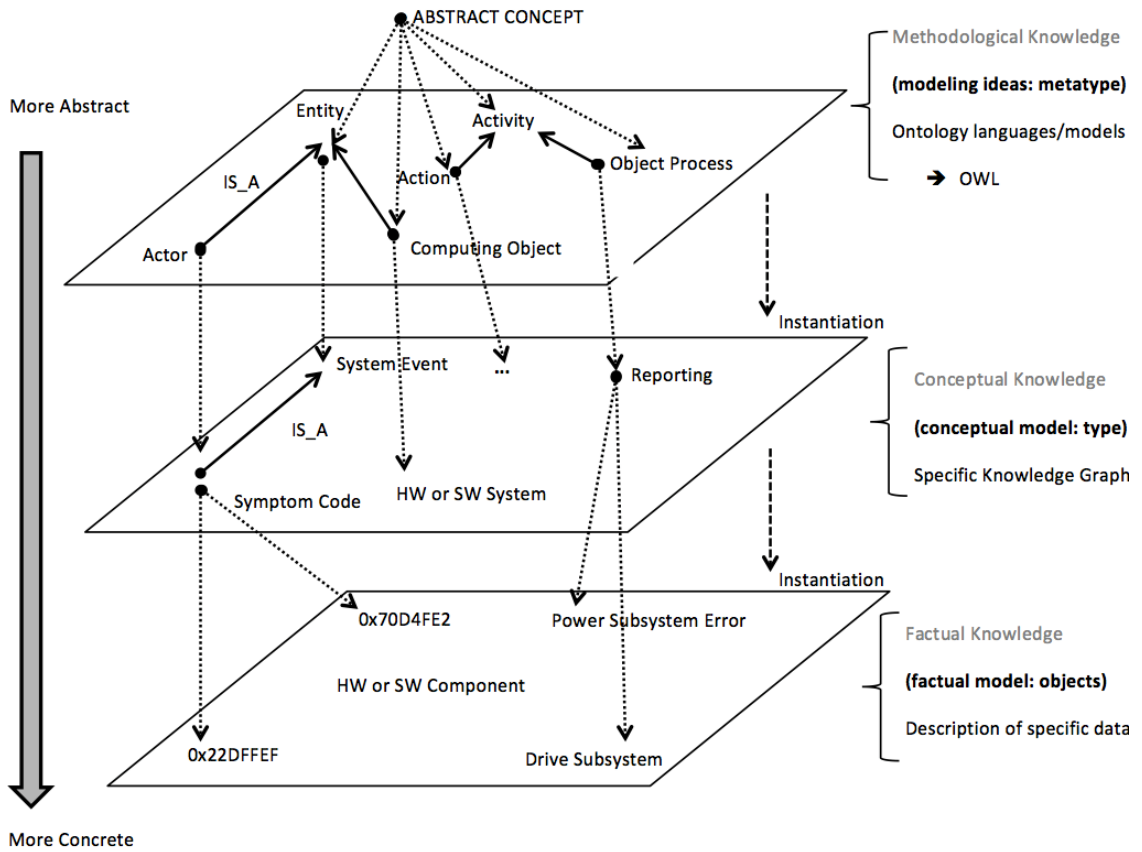 ABSTRACT CONCEPT
Methodological Knowledge
(modeling ideas: metatype)
Ontology languages/models
➔ OWL
More Abstract
Entity
Activity
IS_A
Action
Object Process
Actor
Computing Object
Instantiation
System Event
...
Reporting
Conceptual Knowledge
(conceptual model: type)
Specific Knowledge Graph
IS_A
Symptom Code
HW or SW System
Instantiation
0x70D4FE2
Power Subsystem Error
Factual Knowledge
(factual model: objects)
Description of specific data
HW or SW Component
0x22DFFEF
Drive Subsystem
More Concrete